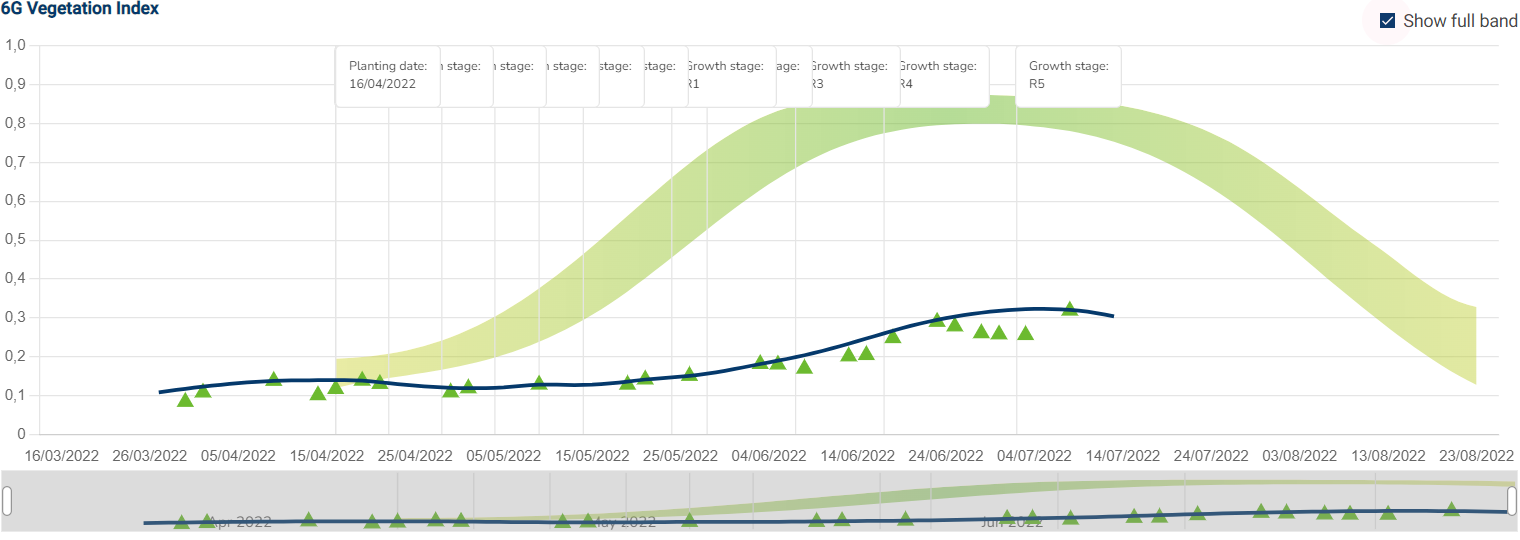 6G Vegetation Index
Show full band
1,0
0,9
0,8
0,7
0,6
0,5
0,4
0,3
0,2
0,1
0
Planting date:
16/04/2022
stage:
stage:
stage:
stage:
stage:
Growth stage:
R1
Growth stage:
R3
Growth stage:
R4
Growth stage:
R5
16/03/2022 26/03/2022 05/04/2022 15/04/2022 25/04/2022 05/05/2022 15/05/2022 25/05/2022 04/06/2022 14/06/2022 24/06/2022 04/07/2022 14/07/2022 24/07/2022 03/08/2022 13/08/2022 23/08/2022
Apr 2022 May 2022 Jun 2022